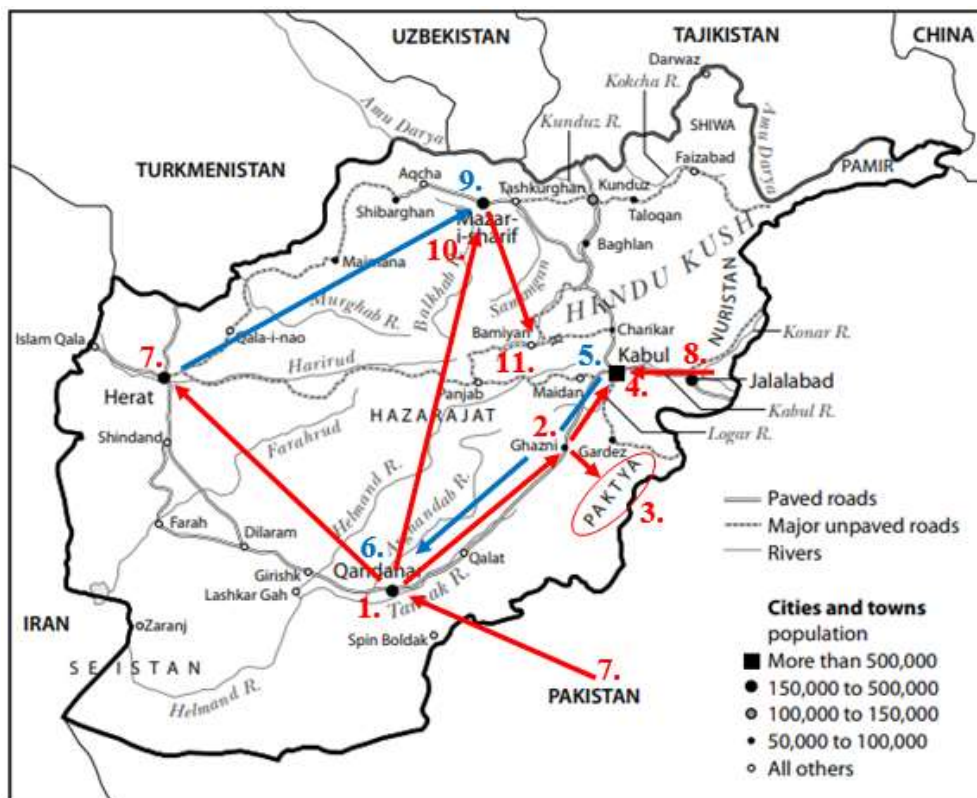 UZBEKISTAN
TAJIKISTAN
CHINA
Darwaz
Kokcha R.
Amu Darya
Kunduz R.
SHIWA
Amu Darya
TURKMENISTAN
Faizabad
PAMIR
Aqcha
9.
Tashkurghan
Kunduz
Shibarghan
Mazar-
i-sharif
Taloqan
10.
Baghlan
Maimana
HINDU KUSH
NURISTAN
Balkhab R.
Samangan
Murghab R.
Bamiyan
Charikar
Konar R.
Islam Qala
Qala-i-nao
7.
11.
5.
Kabul
8.
Harirud
4.
Jalalabad
Herat
Panjab
Maidan
Kabul R.
HAZARAJAT
2.
Logar R.
Shindand
Farahrud
Ghazni
Gardez
PAKTYA
3.
Helmand R.
Arghandab R.
Paved roads
Major unpaved roads
Rivers
Farah
Dilaram
6.
Qalat
Girishk
Qandahar
Lashkar Gah
1.
Tarnak R.
IRAN
Zaranj
Spin Boldak
SEISTAN
7.
Helmand R.
PAKISTAN
Cities and towns
population
More than 500,000
150,000 to 500,000
100,000 to 150,000
50,000 to 100,000
All others